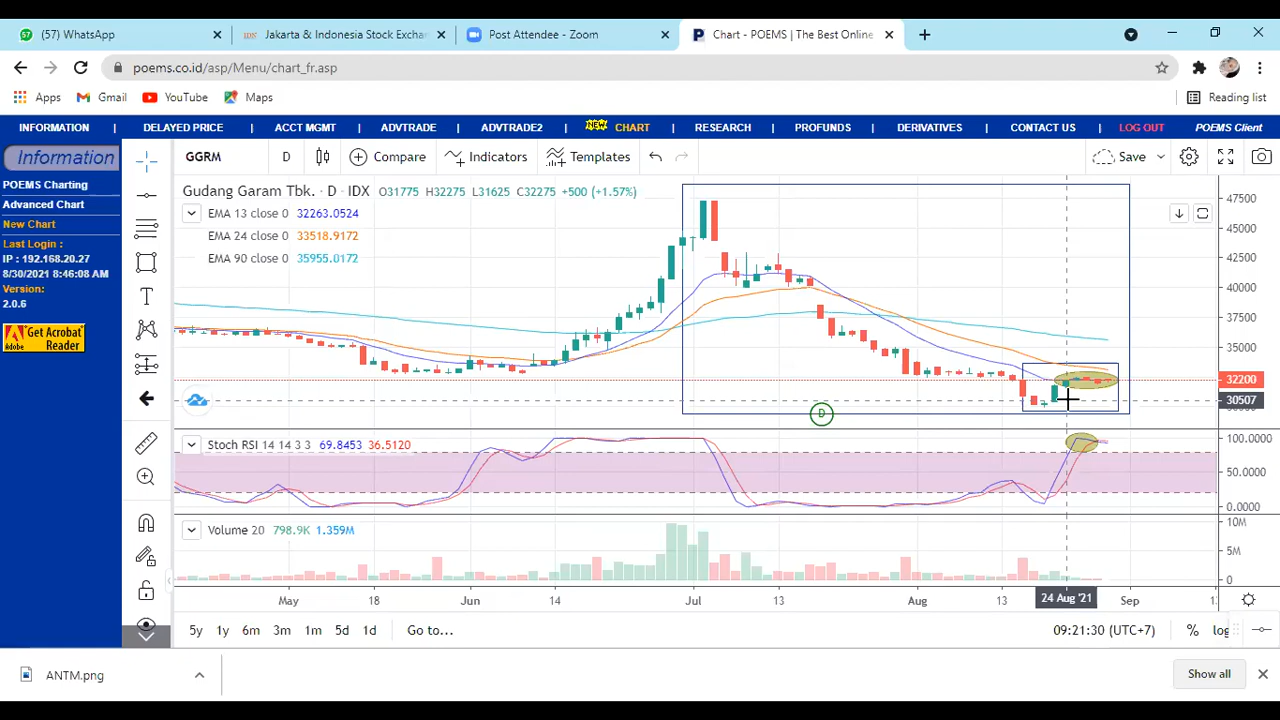 (57) WhatsApp
Jakarta & Indonesia Stock Exchan
Post Attendee - Zoom
Chart - POEMS | The Best Online
poems.co.id/asp/Menu/chart_fr.asp
Apps Gmail YouTube Maps Reading list
INFORMATION | DELAYED PRICE | ACCT MGMT | ADVTRADE | ADVTRADE2 | NEW CHART | RESEARCH | PROFUNDS | DERIVATIVES | CONTACT US | LOG OUT POEMS Client
Information
POEMS Charting
Advanced Chart
New Chart
Last Login :
IP : 192.168.20.27
8/30/2021 8:46:08 AM
Version:
2.0.6
Get Acrobat
Reader
Adobe
GGRM D Compare Indicators Templates Save
Gudang Garam Tbk. · D · IDX O31775 H32275 L31625 C32275 +500 (+1.57%)
EMA 13 close 0 32263.0524
EMA 24 close 0 33518.9172
EMA 90 close 0 35955.0172
47500
45000
42500
40000
37500
35000
32200
30507
D
Stoch RSI 14 14 3 3 69.8453 36.5120
100.0000
50.0000
0.0000
Volume 20 798.9K 1.359M
10M
5M
0
May 18 Jun 14 Jul 13 Aug 13 24 Aug '21 Sep
5y 1y 6m 3m 1m 5d 1d Go to... 09:21:30 (UTC+7) % log
ANTM.png
Show all